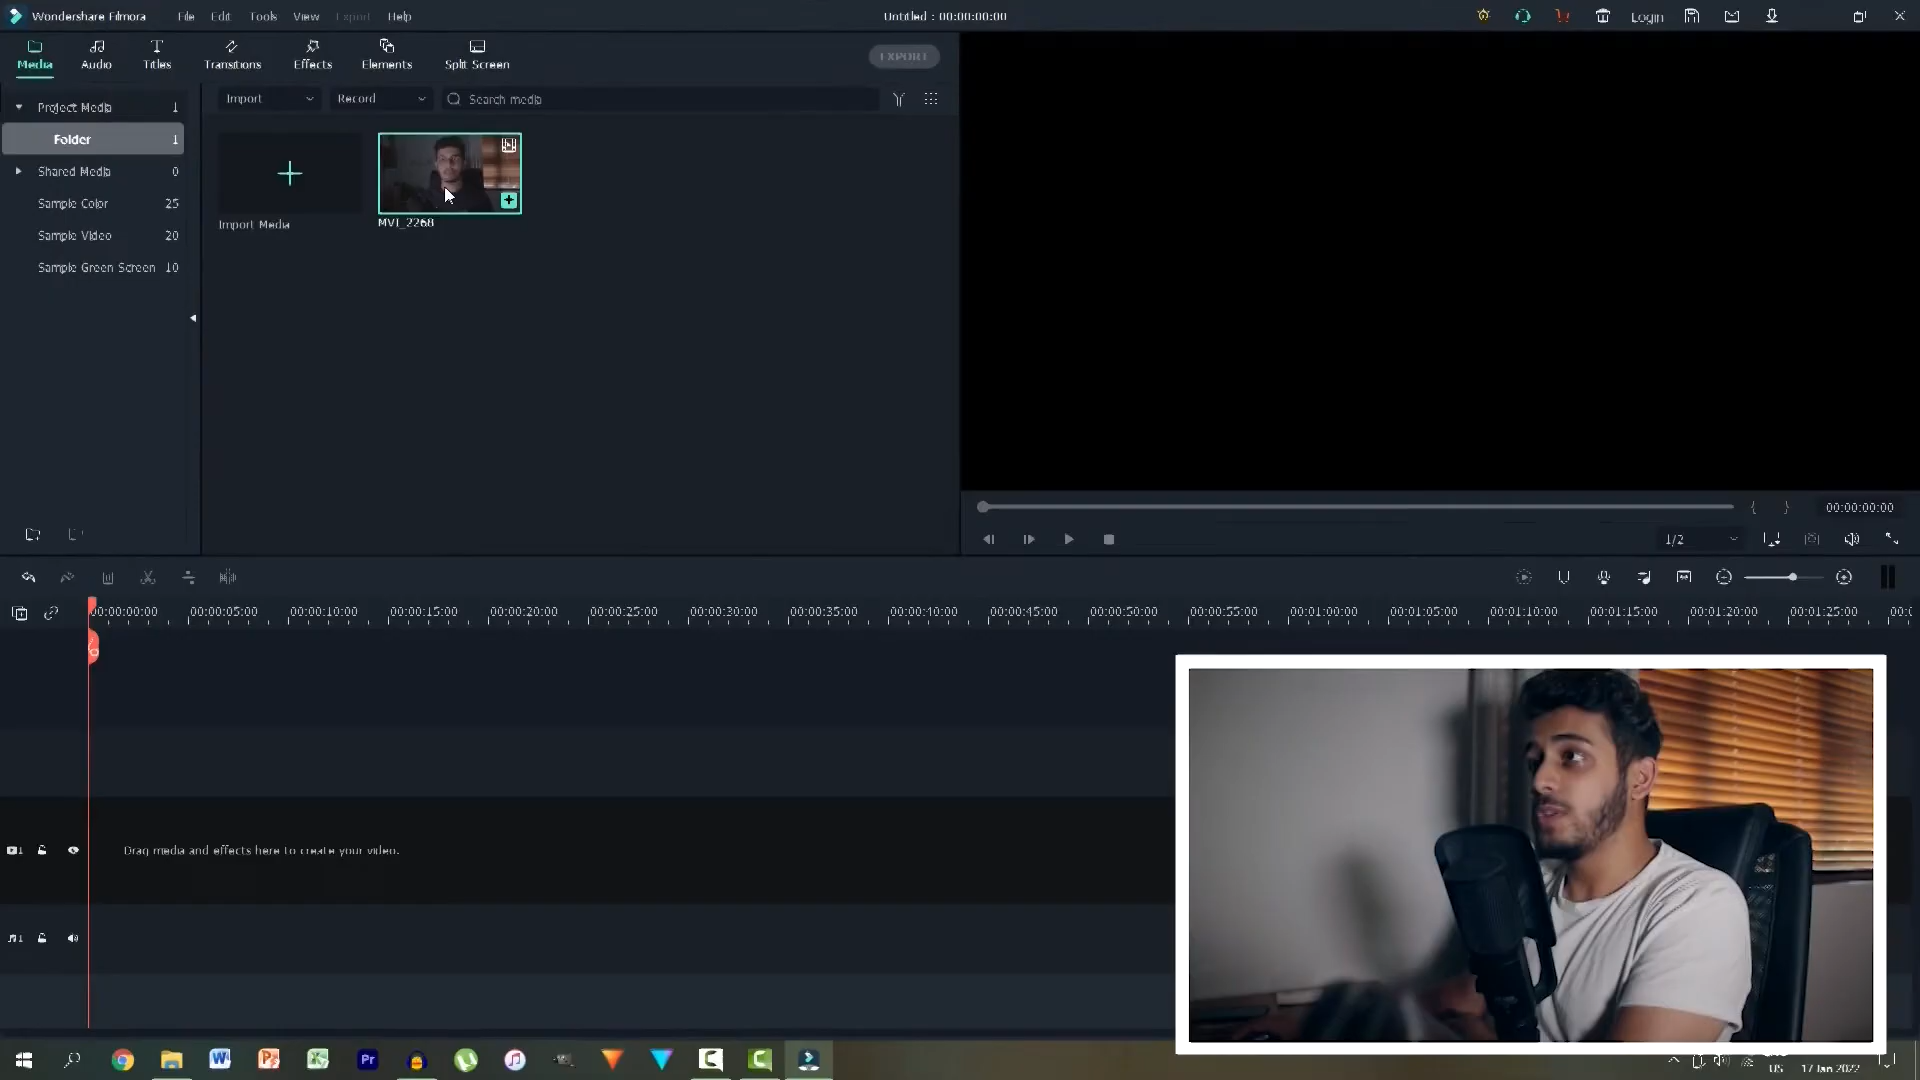 Wondershare Filmora File Edit Tools View Export Help Untitled : 00:00:00:00 Login
Media Audio Titles Transitions Effects Elements Split Screen EXPORT
Project Media 1
Folder 1
Shared Media 0
Sample Color 25
Sample Video 20
Sample Green Screen 10
Import Record Search media
Import Media MVI_2268
00:00:00:00
1/2
00:00:00:00 00:00:05:00 00:00:10:00 00:00:15:00 00:00:20:00 00:00:25:00 00:00:30:00 00:00:35:00 00:00:40:00 00:00:45:00 00:00:50:00 00:00:55:00 00:01:00:00 00:01:05:00 00:01:10:00 00:01:15:00 00:01:20:00 00:01:25:00
Drag media and effects here to create your video.
US 17 Jan 2022